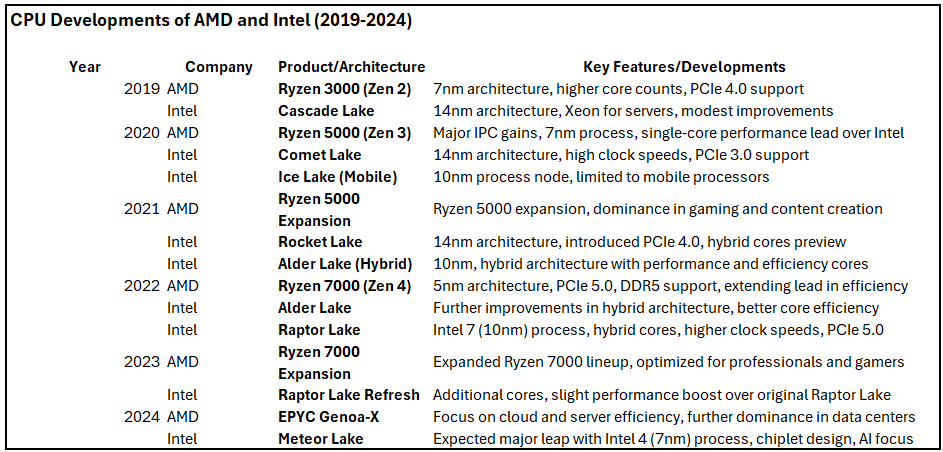 CPU Developments of AMD and Intel (2019-2024)
Year Company Product/Architecture Key Features/Developments
2019 AMD Ryzen 3000 (Zen 2) 7nm architecture, higher core counts, PCIe 4.0 support
Intel Cascade Lake 14nm architecture, Xeon for servers, modest improvements
2020 AMD Ryzen 5000 (Zen 3) Major IPC gains, 7nm process, single-core performance lead over Intel
Intel Comet Lake 14nm architecture, high clock speeds, PCIe 3.0 support
Intel Ice Lake (Mobile) 10nm process node, limited to mobile processors
2021 AMD Ryzen 5000 Expansion Ryzen 5000 expansion, dominance in gaming and content creation
Intel Rocket Lake 14nm architecture, introduced PCIe 4.0, hybrid cores preview
Intel Alder Lake (Hybrid) 10nm, hybrid architecture with performance and efficiency cores
2022 AMD Ryzen 7000 (Zen 4) 5nm architecture, PCIe 5.0, DDR5 support, extending lead in efficiency
Intel Alder Lake Further improvements in hybrid architecture, better core efficiency
Intel Raptor Lake Intel 7 (10nm) process, hybrid cores, higher clock speeds, PCIe 5.0
2023 AMD Ryzen 7000 Expansion Expanded Ryzen 7000 lineup, optimized for professionals and gamers
Intel Raptor Lake Refresh Additional cores, slight performance boost over original Raptor Lake
2024 AMD EPYC Genoa-X Focus on cloud and server efficiency, further dominance in data centers
Intel Meteor Lake Expected major leap with Intel 4 (7nm) process, chiplet design, AI focus